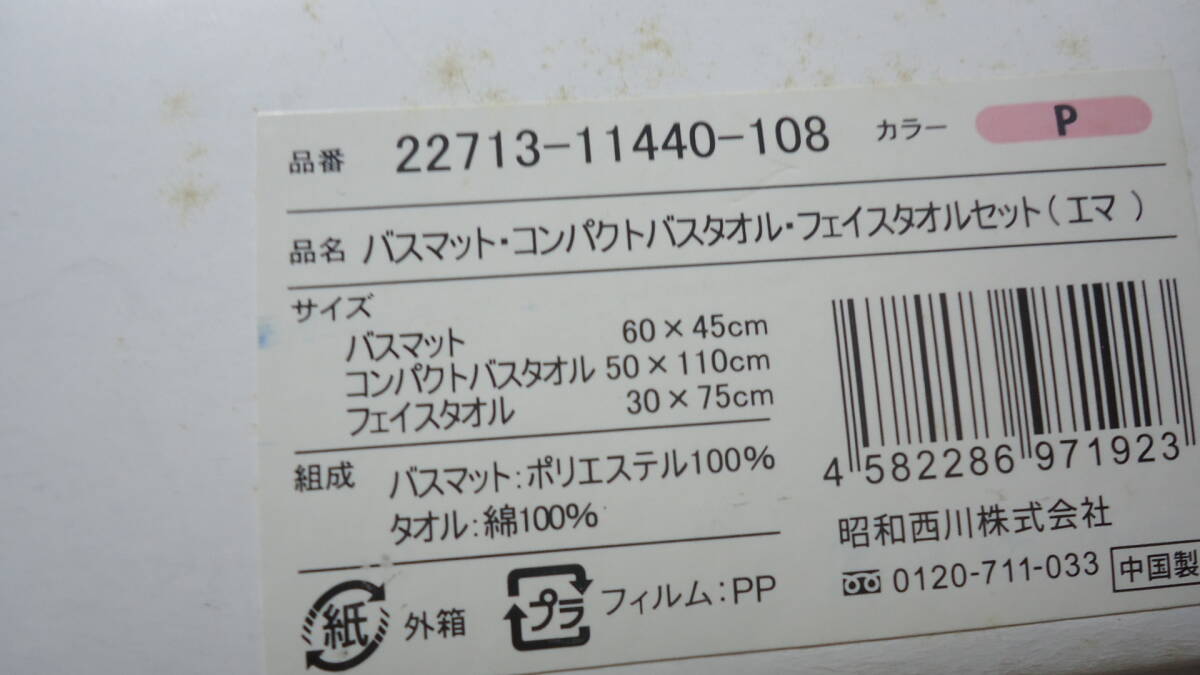 品番 22713-11440-108 カラー P
品名 バスマット・コンパクトバスタオル・フェイスタオルセット(エマ )
サイズ
バスマット 60×45cm
コンパクトバスタオル 50×110cm
フェイスタオル 30×75cm
組成 バスマット:ポリエステル100%
タオル:綿100%
4 582286 971923
昭和西川株式会社
0120-711-033 中国製
紙 外箱 プラ フィルム:PP